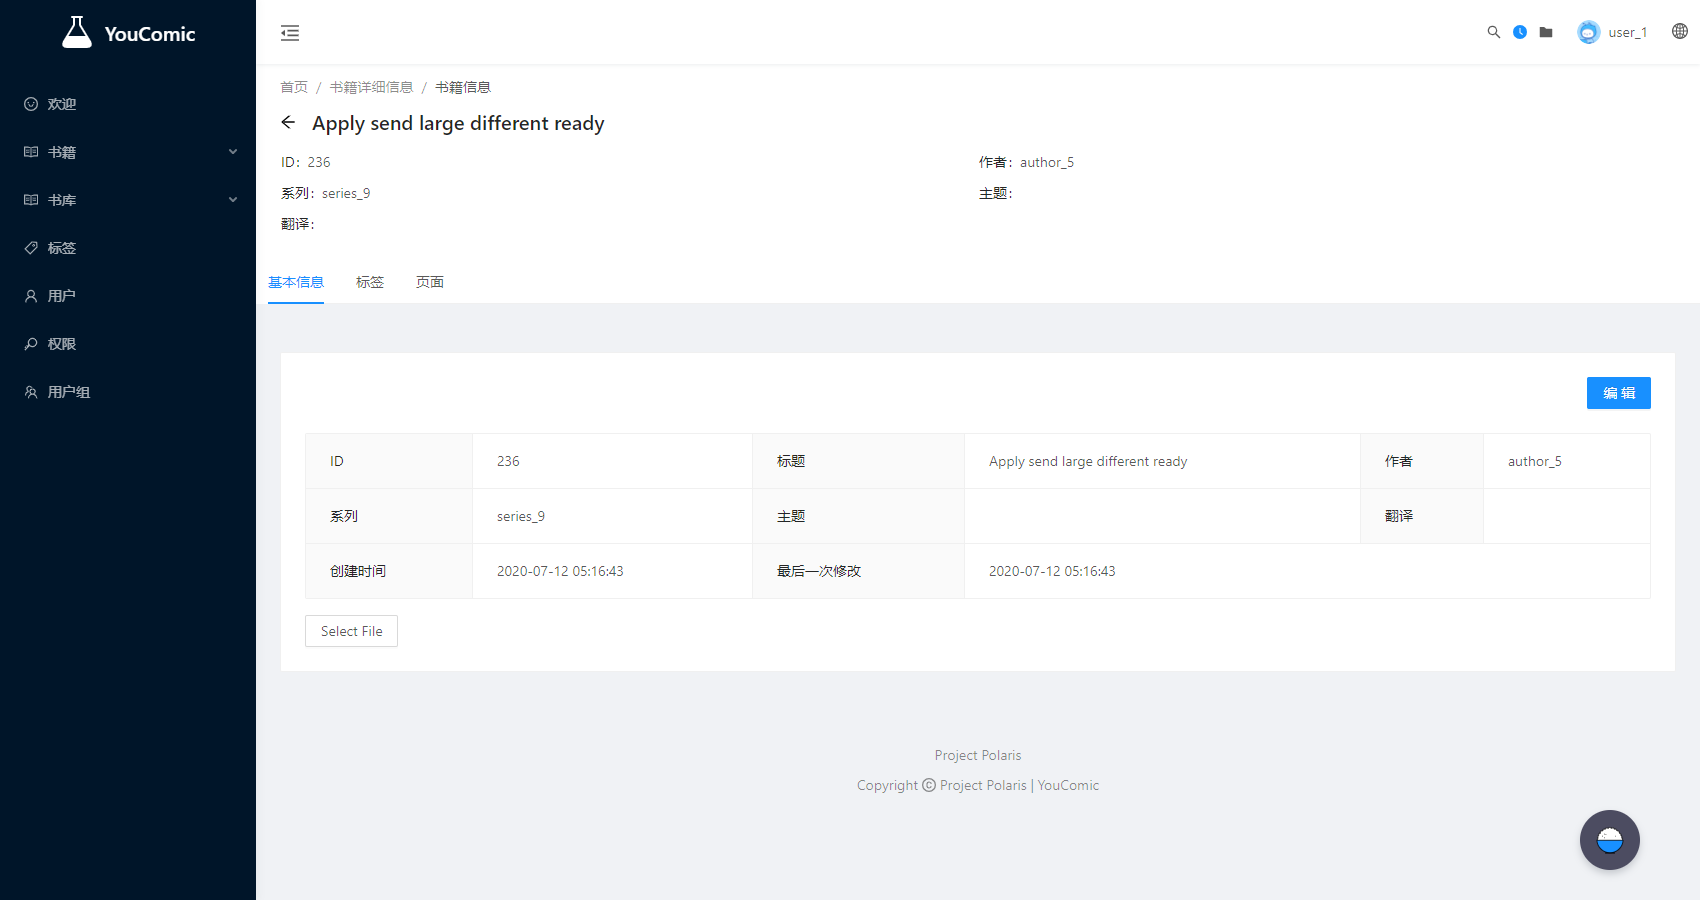 YouComic
user_1
欢迎
书籍
书库
标签
用户
权限
用户组
首页 / 书籍详细信息 / 书籍信息
Apply send large different ready
ID: 236
作者: author_5
系列: series_9
主题:
翻译:
基本信息 标签 页面
编 辑
ID 236 标题 Apply send large different ready 作者 author_5
系列 series_9 主题 翻译
创建时间 2020-07-12 05:16:43 最后一次修改 2020-07-12 05:16:43
Select File
Project Polaris
Copyright © Project Polaris | YouComic